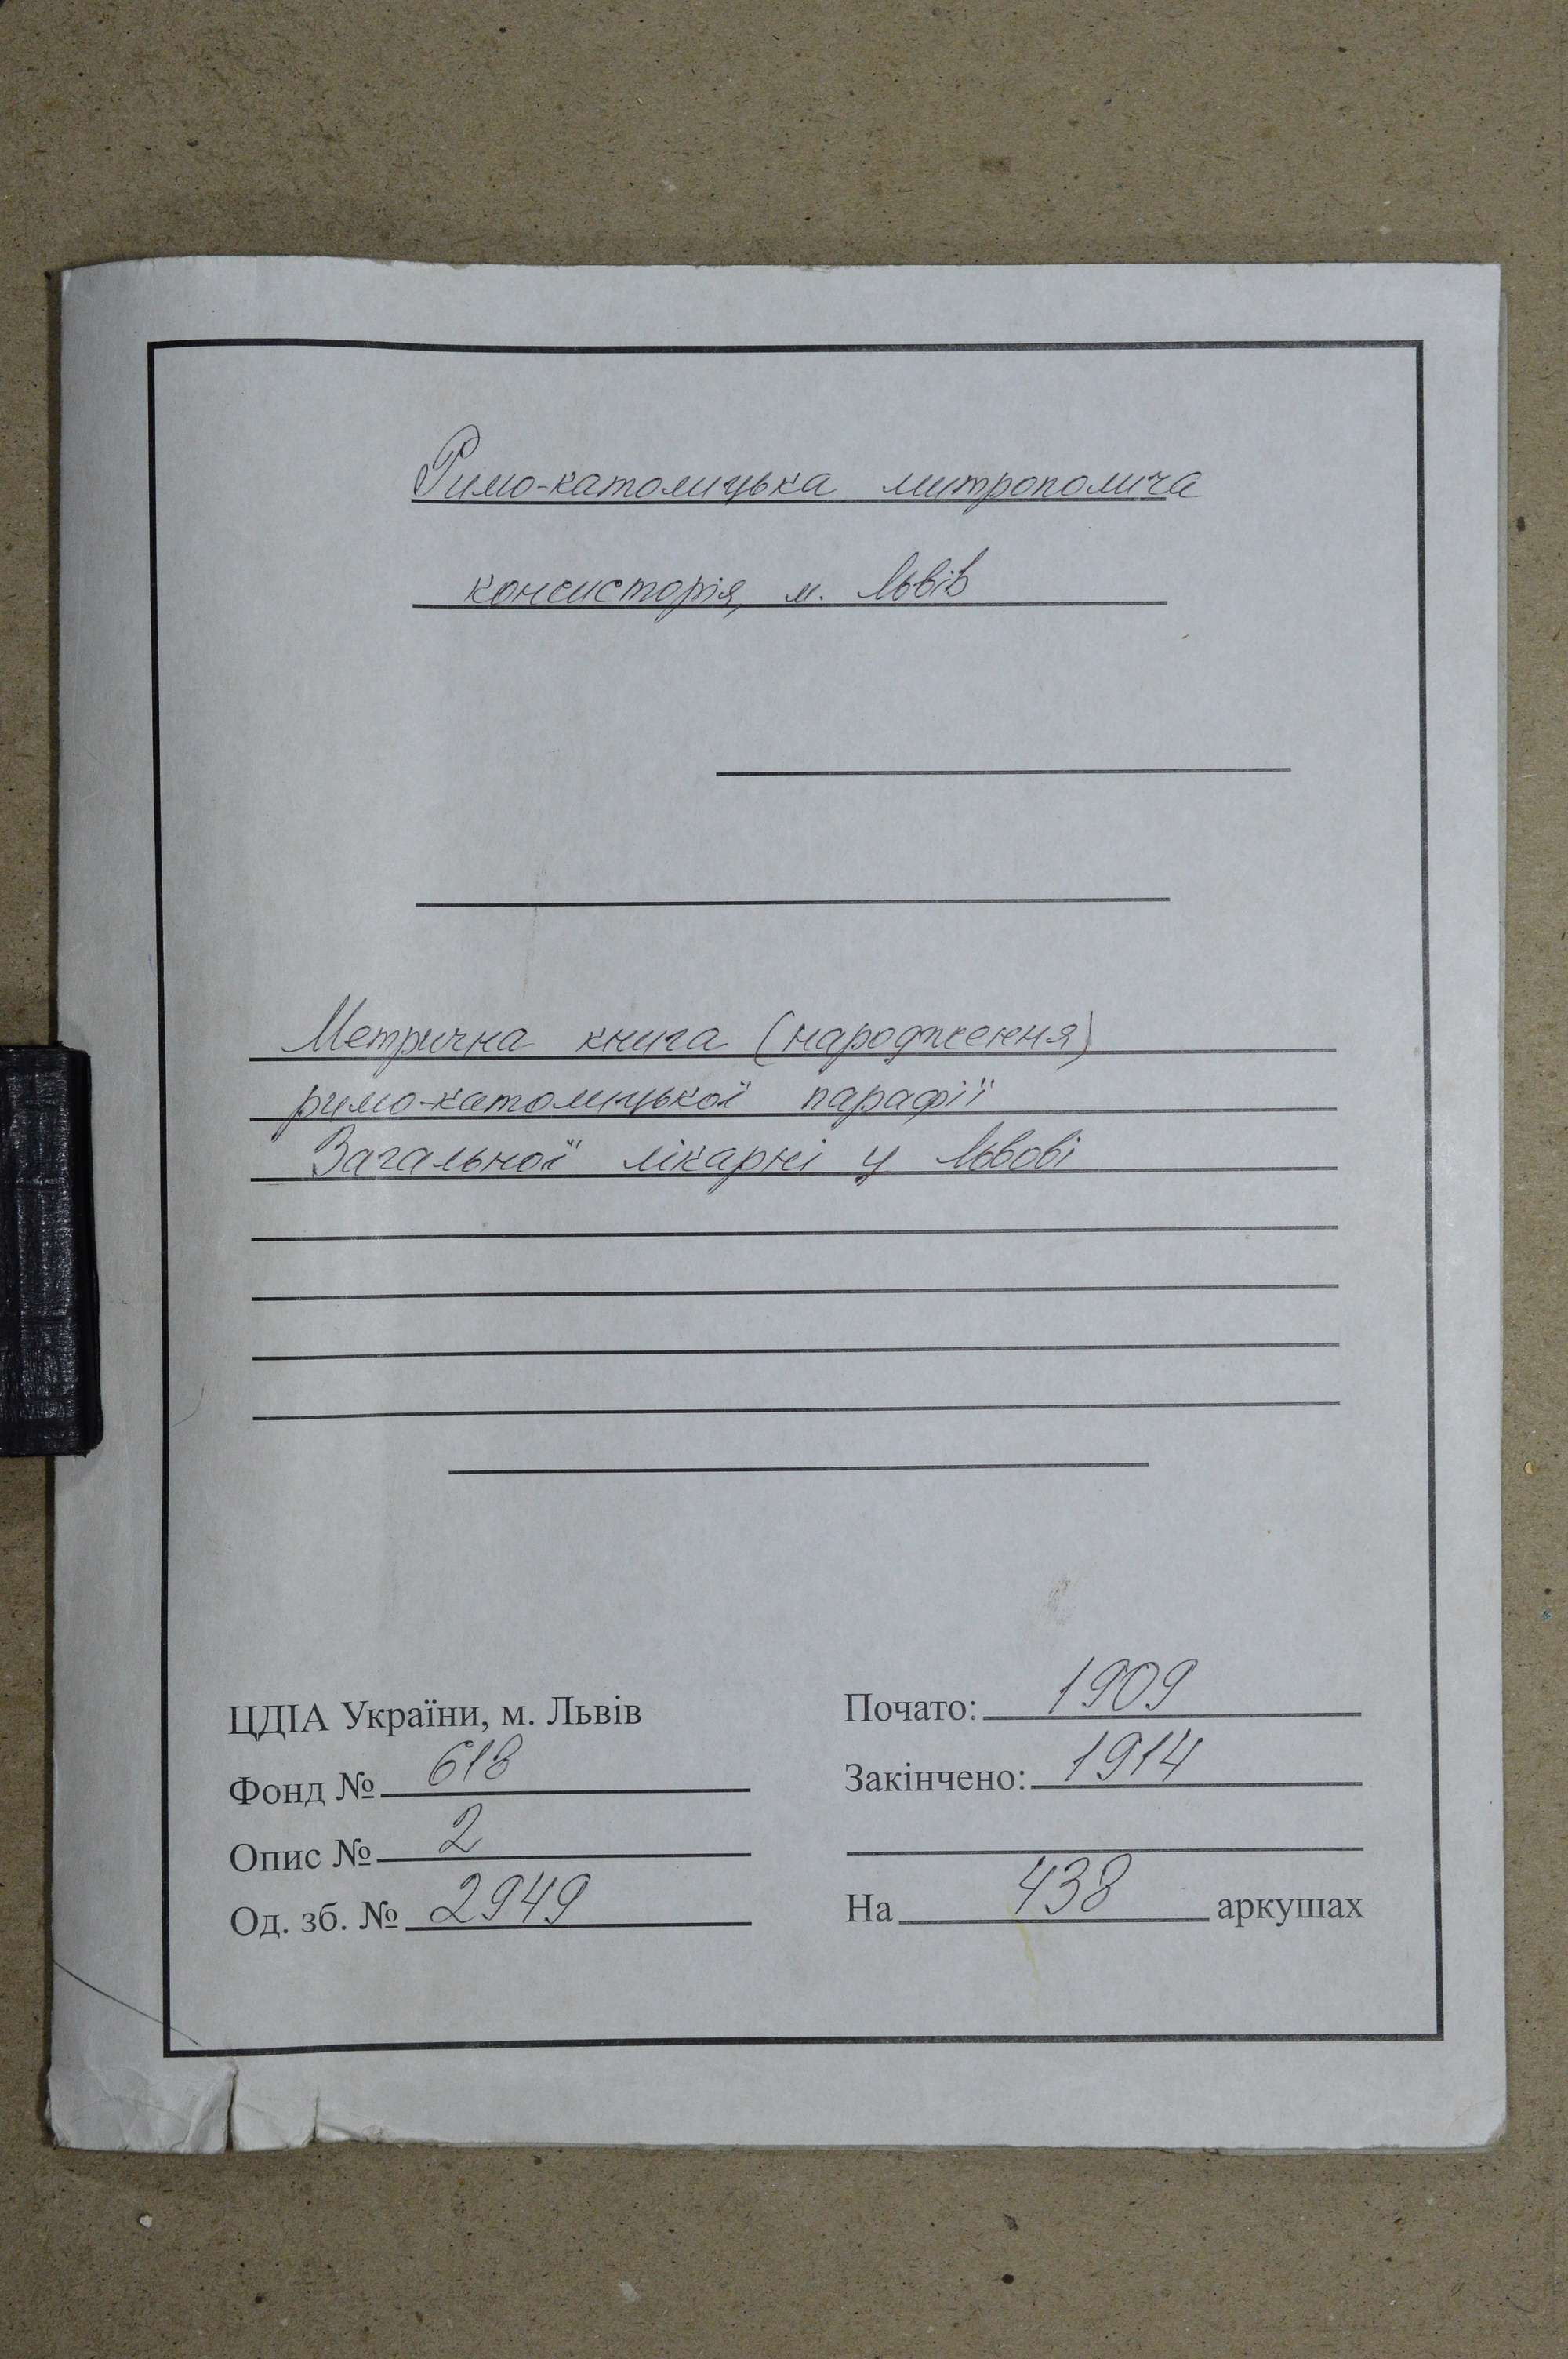 Римо-католицька митрополича
консисторія, м. Львів
Метрична книга (народження)
римо-католицької парафії
Загальної лікарні у Львові
ЦДІА України, м. Львів
Фонд № 618
Опис № 2
Од. зб. № 2949
Почато: 1909
Закінчено: 1914
На 438 аркушах